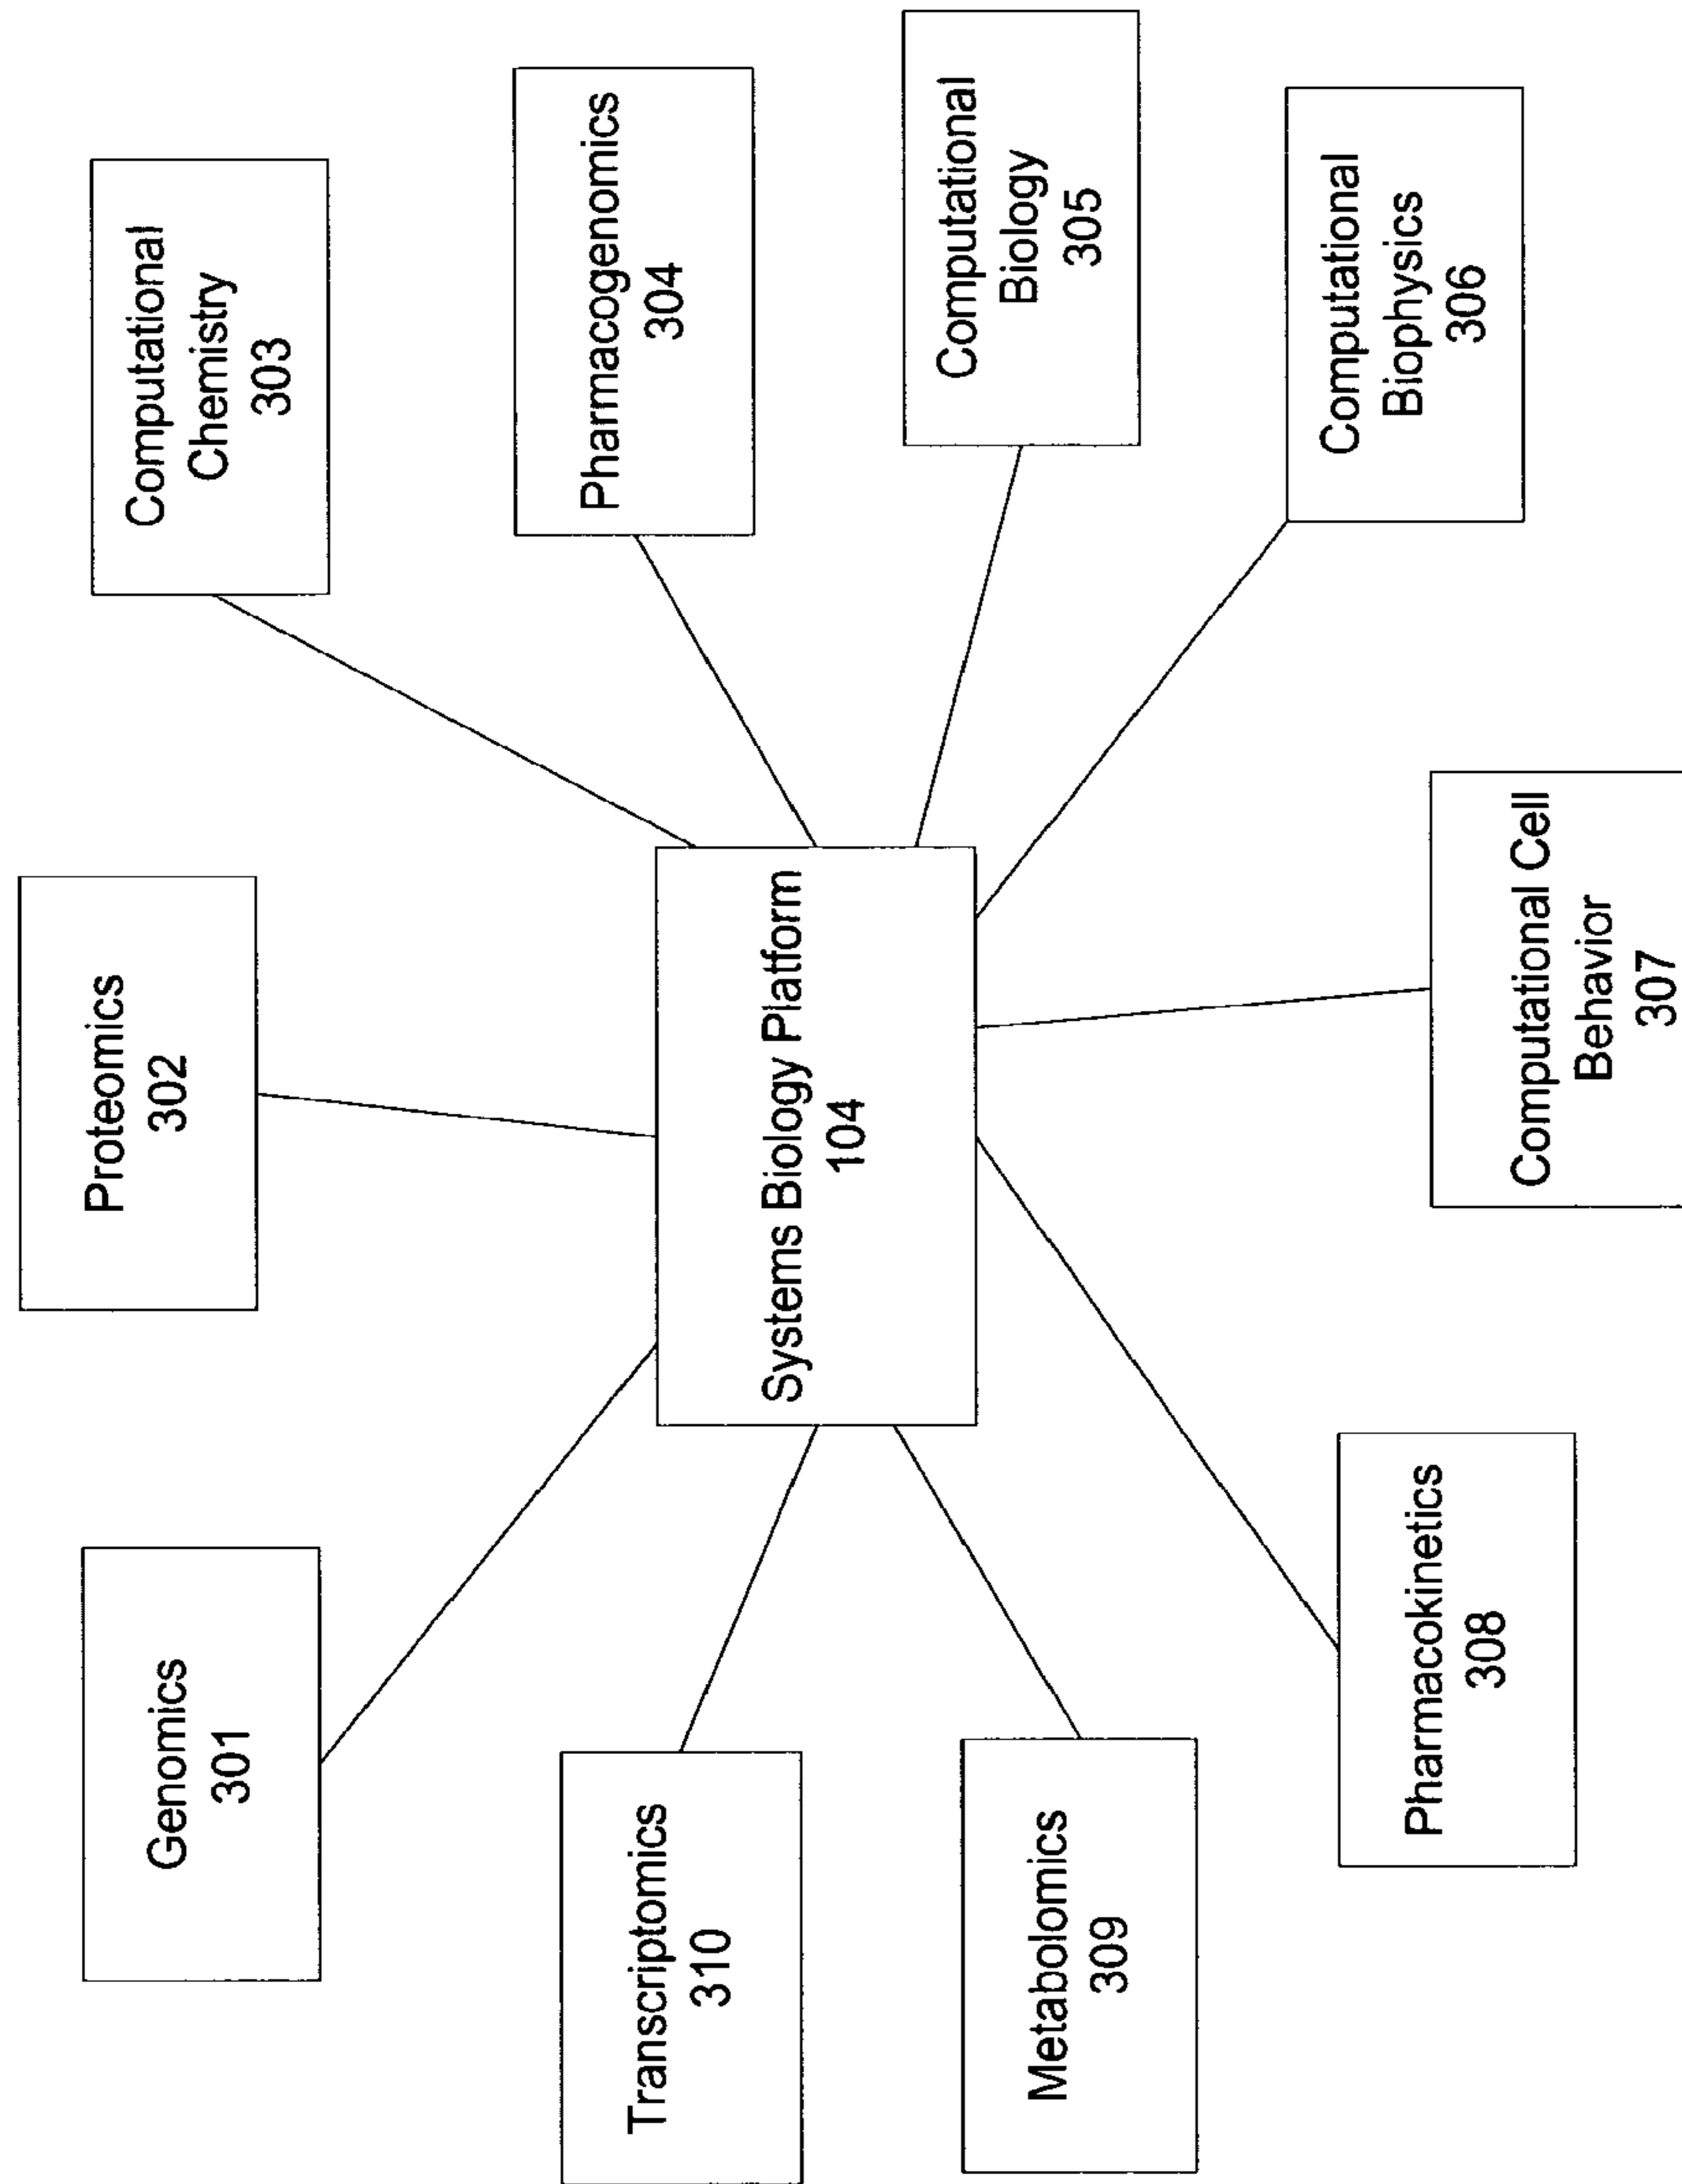 Genomics
301
Proteomics
302
Computational
Chemistry
303
Pharmacogenomics
304
Computational
Biology
305
Computational
Biophysics
306
Computational Cell
Behavior
307
Pharmacokinetics
308
Metabolomics
309
Transcriptomics
310
Systems Biology Platform
104